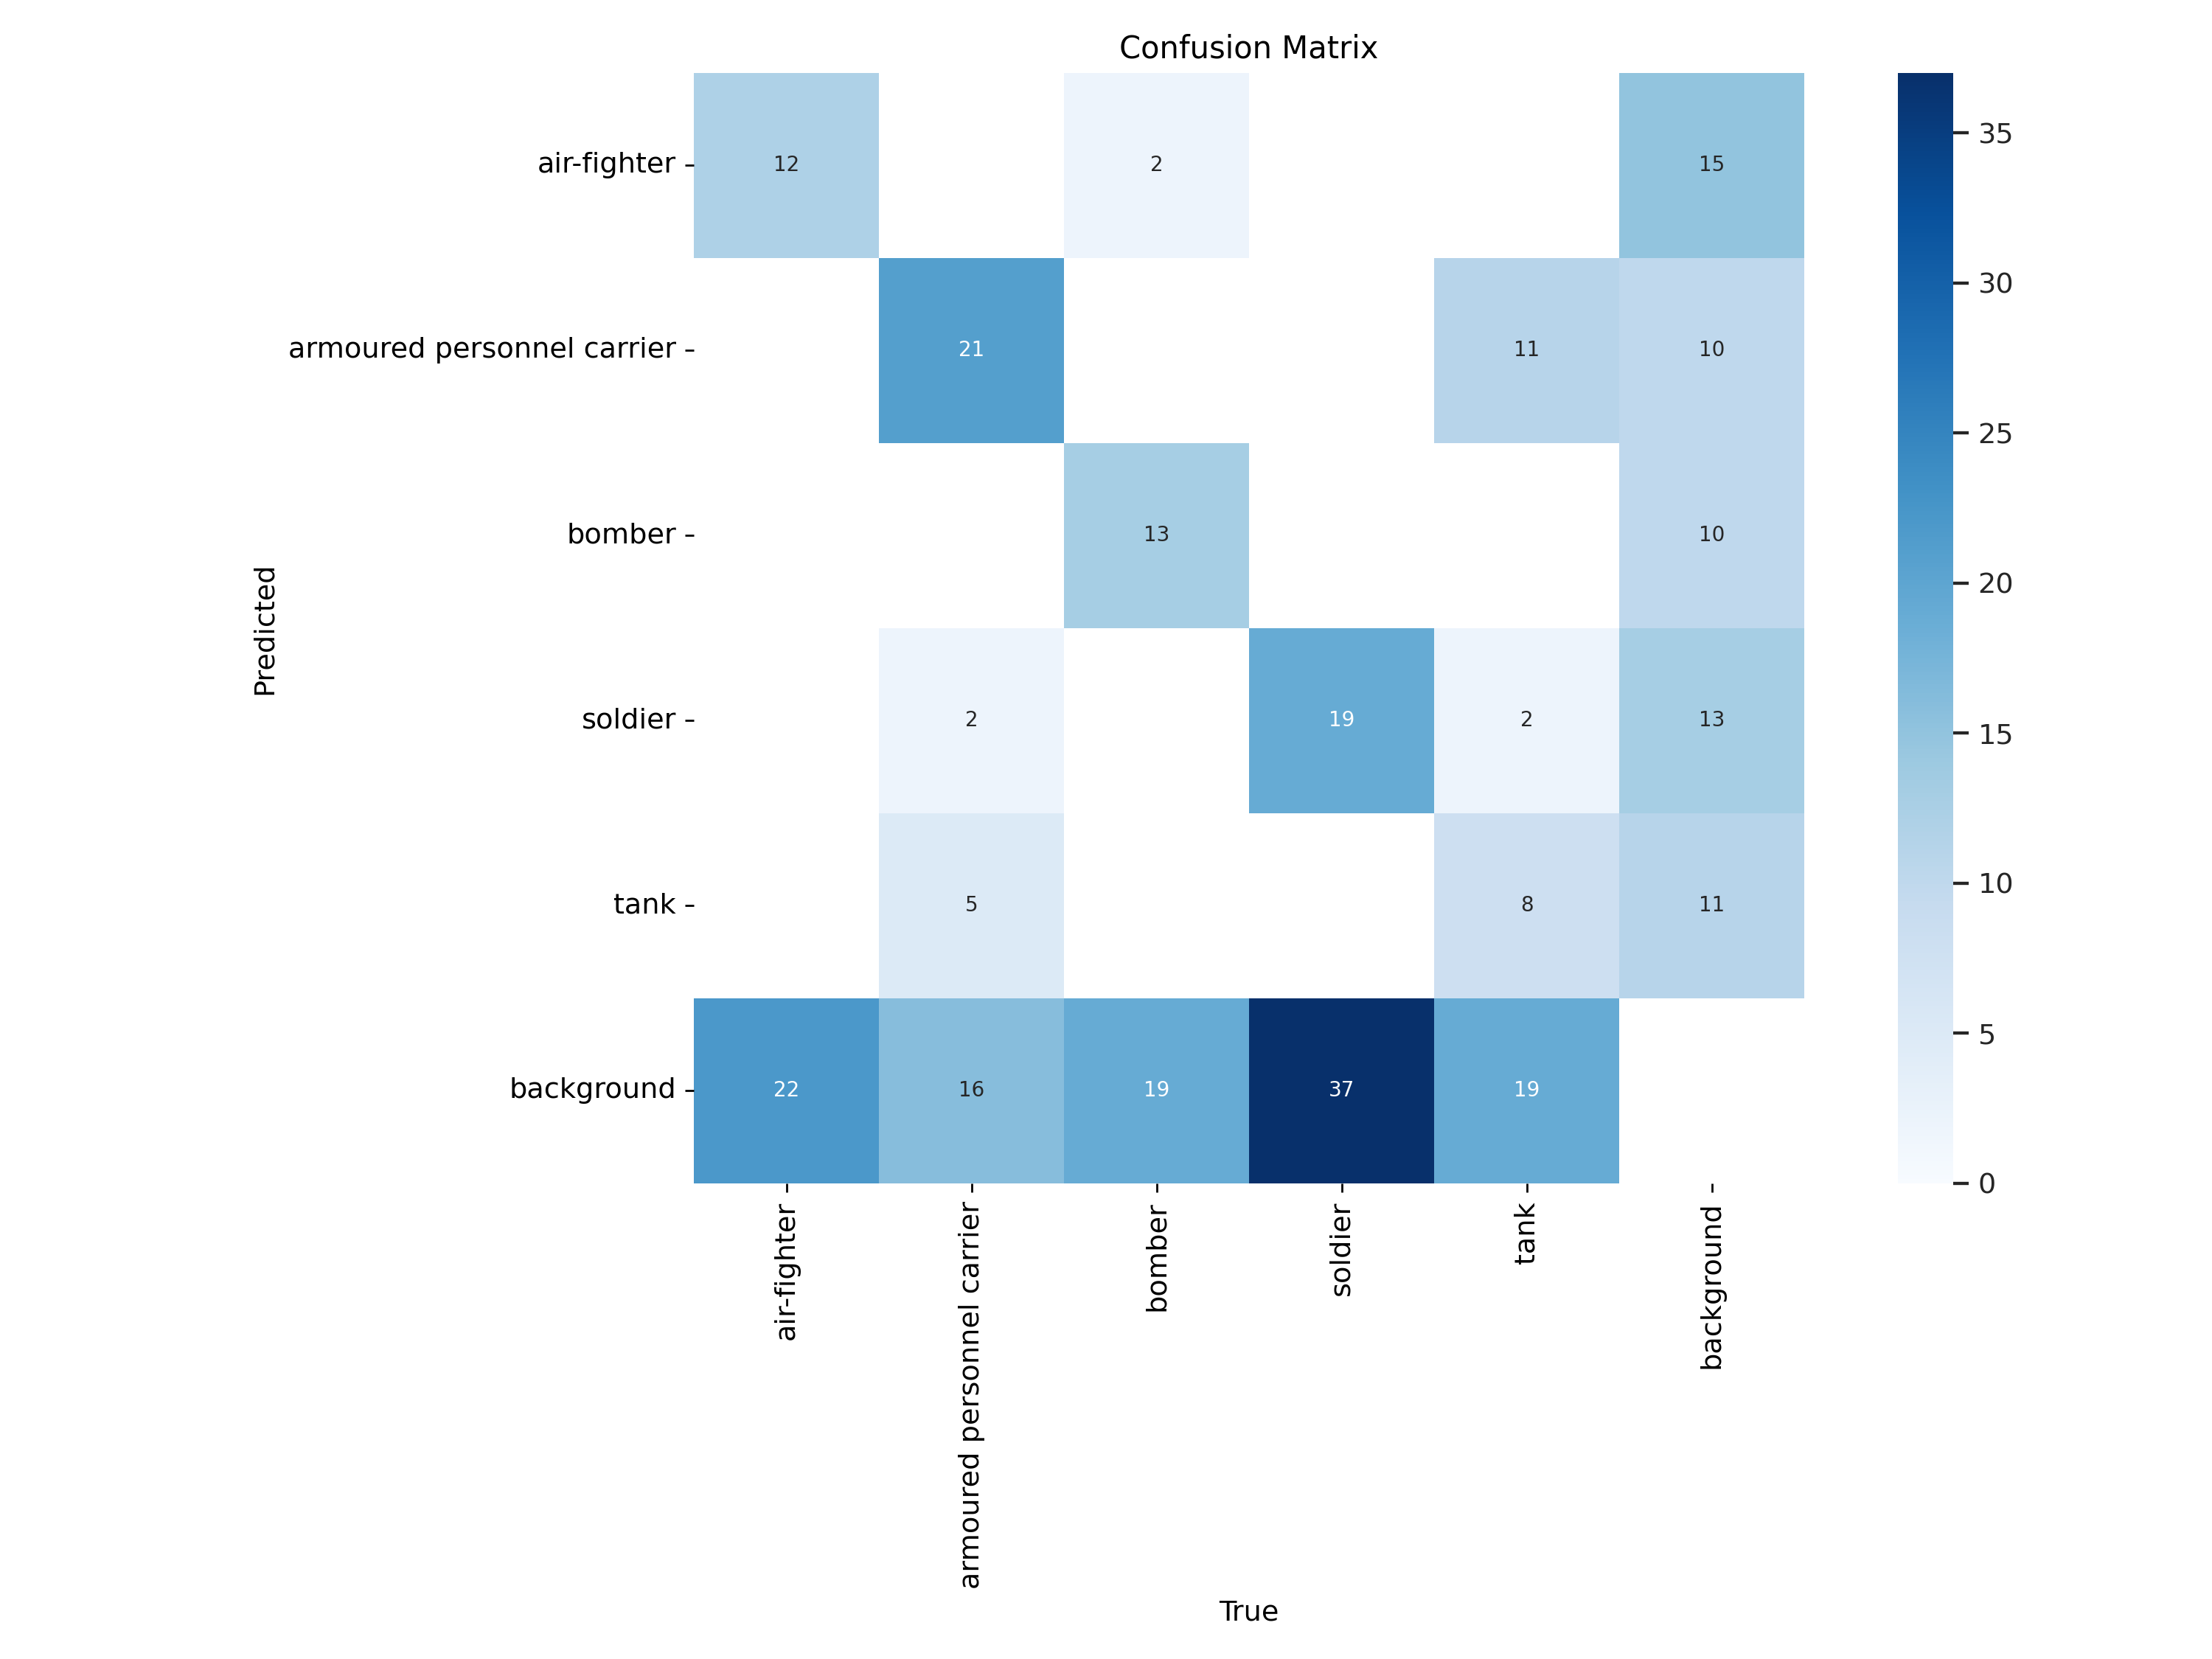 Confusion Matrix
air-fighter 12 2 15 35
30
armoured personnel carrier 21 11 10
25
bomber 13 10
20
Predicted
soldier 2 19 2 13 15
tank 5 8 11 10
5
background 22 16 19 37 19
0
air-fighter
armoured personnel carrier
bomber
soldier
tank
background
True